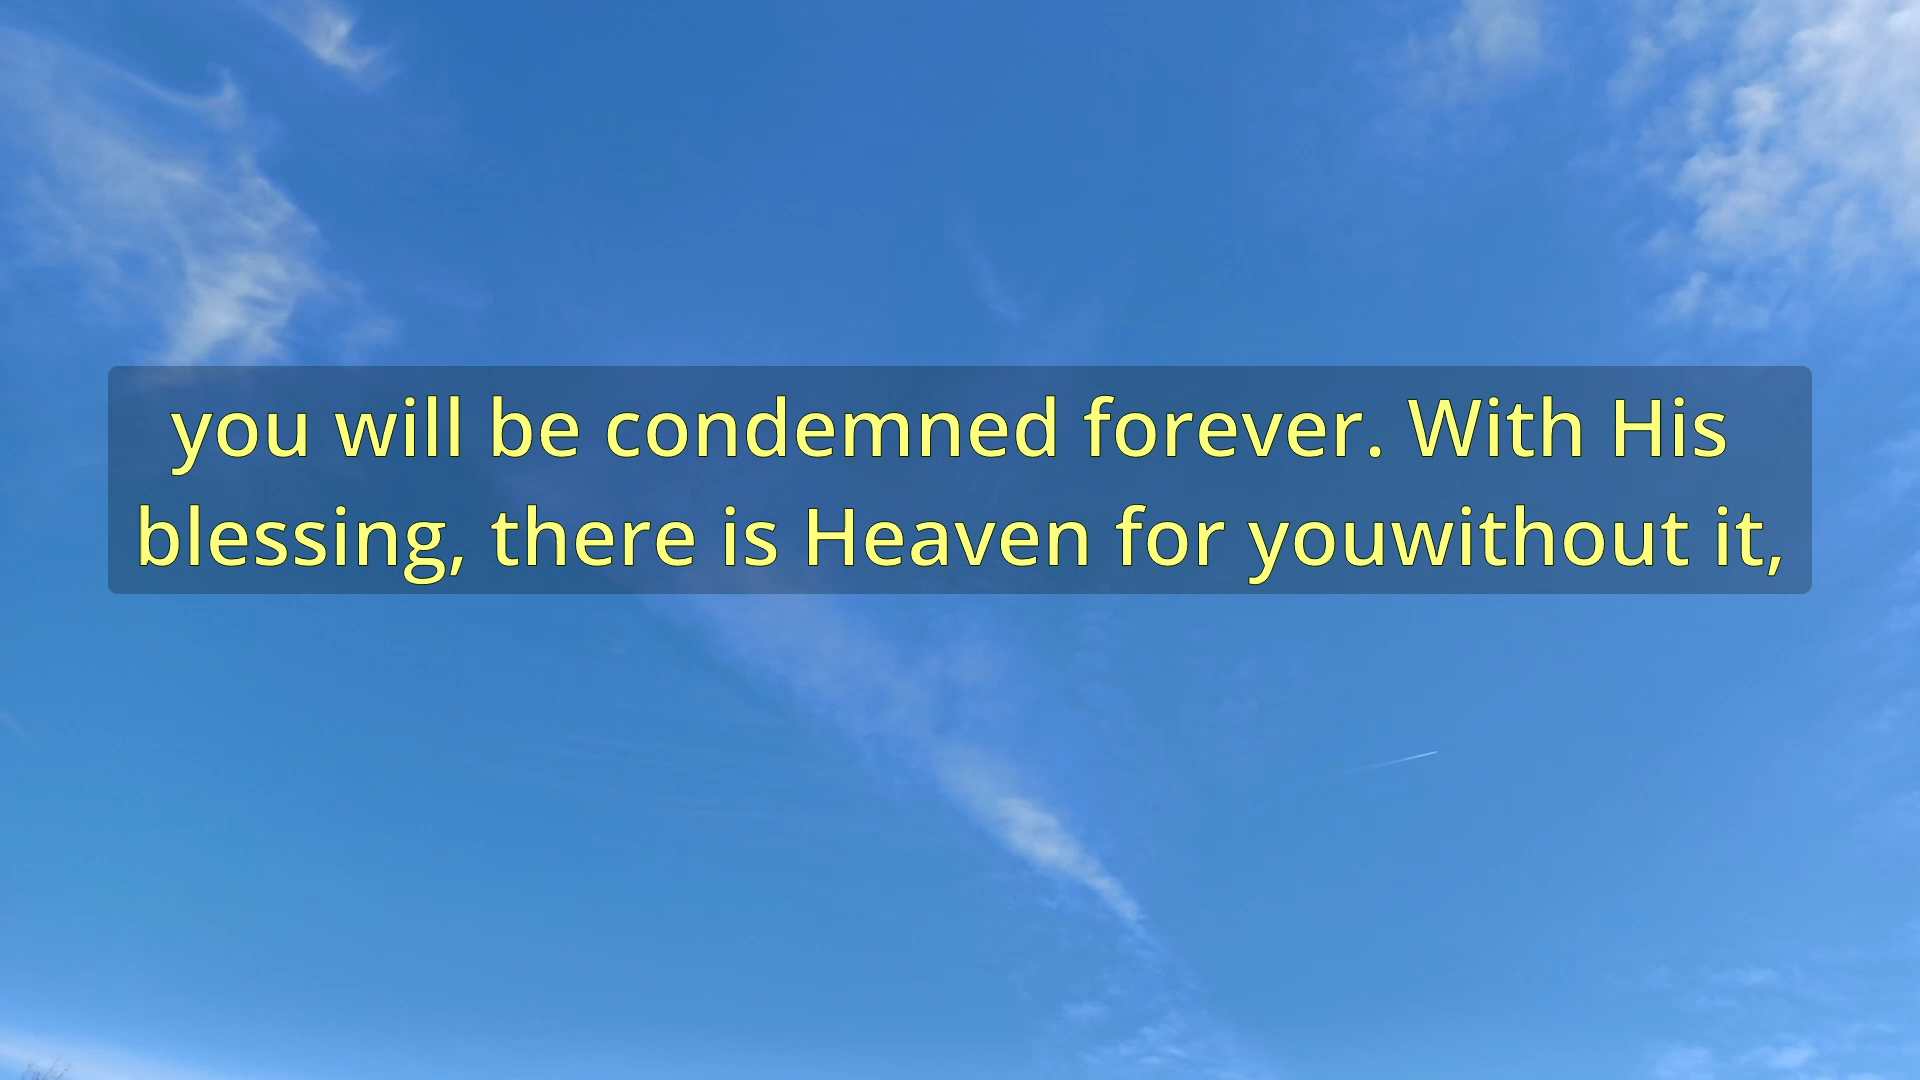 you will be condemned forever. With His
blessing, there is Heaven for youwithout it,